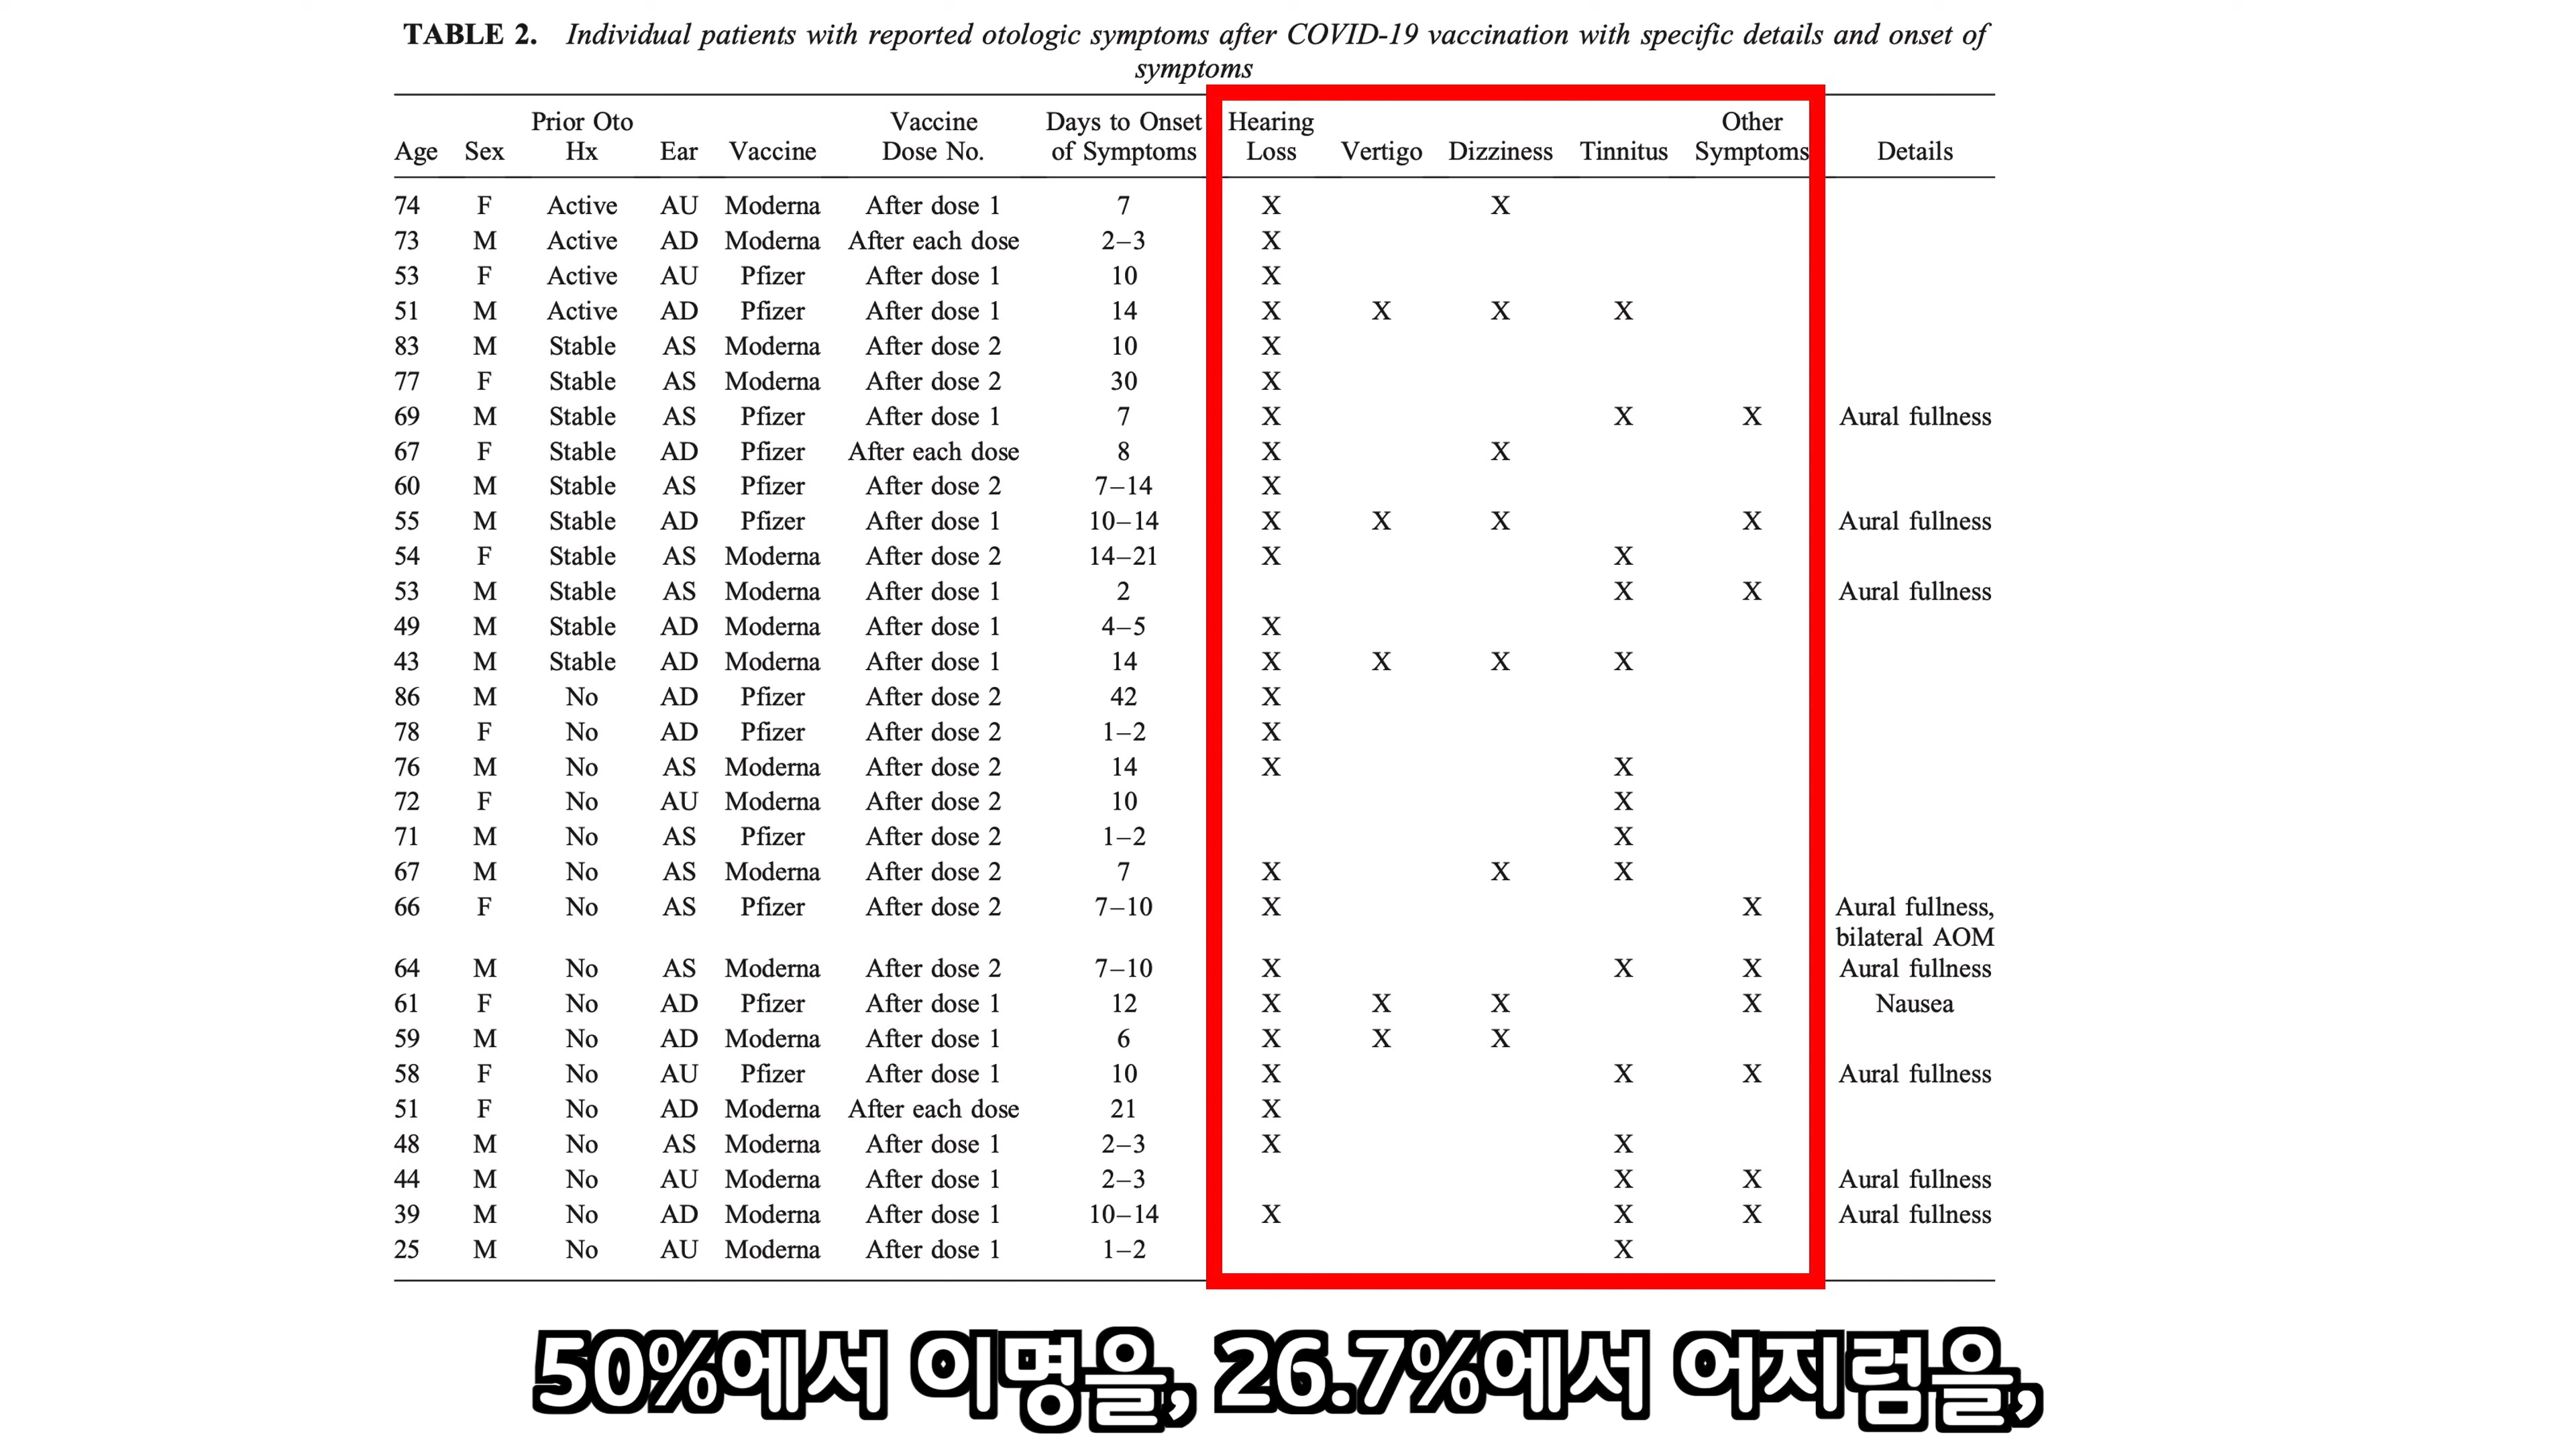 TABLE 2. Individual patients with reported otologic symptoms after COVID-19 vaccination with specific details and onset of
symptoms
Age Sex Prior Oto Hx Ear Vaccine Vaccine Dose No. Days to Onset of Symptoms Hearing Loss Vertigo Dizziness Tinnitus Other Symptoms Details
74 F Active AU Moderna After dose 1 7 X X
73 M Active AD Moderna After each dose 2–3 X
53 F Active AU Pfizer After dose 1 10 X
51 M Active AD Pfizer After dose 1 14 X X X X
83 M Stable AS Moderna After dose 2 10 X
77 F Stable AS Moderna After dose 2 30 X
69 M Stable AS Pfizer After dose 1 7 X X X Aural fullness
67 F Stable AD Pfizer After each dose 8 X X
60 M Stable AS Pfizer After dose 2 7–14 X
55 M Stable AD Pfizer After dose 1 10–14 X X X X Aural fullness
54 F Stable AS Moderna After dose 2 14–21 X X
53 M Stable AS Moderna After dose 1 2 X X Aural fullness
49 M Stable AD Moderna After dose 1 4–5 X
43 M Stable AD Moderna After dose 1 14 X X X X
86 M No AD Pfizer After dose 2 42 X
78 F No AD Pfizer After dose 2 1–2 X
76 M No AS Moderna After dose 2 14 X X
72 F No AU Moderna After dose 2 10 X
71 M No AS Pfizer After dose 2 1–2 X
67 M No AS Moderna After dose 2 7 X X X
66 F No AS Pfizer After dose 2 7–10 X X Aural fullness,
bilateral AOM
64 M No AS Moderna After dose 2 7–10 X X X Aural fullness
61 F No AD Pfizer After dose 1 12 X X X X Nausea
59 M No AD Moderna After dose 1 6 X X X
58 F No AU Pfizer After dose 1 10 X X X Aural fullness
51 F No AD Moderna After each dose 21 X
48 M No AS Moderna After dose 1 2–3 X X
44 M No AU Moderna After dose 1 2–3 X X Aural fullness
39 M No AD Moderna After dose 1 10–14 X X X Aural fullness
25 M No AU Moderna After dose 1 1–2 X
50%에서 이명을, 26.7%에서 어지럼을,